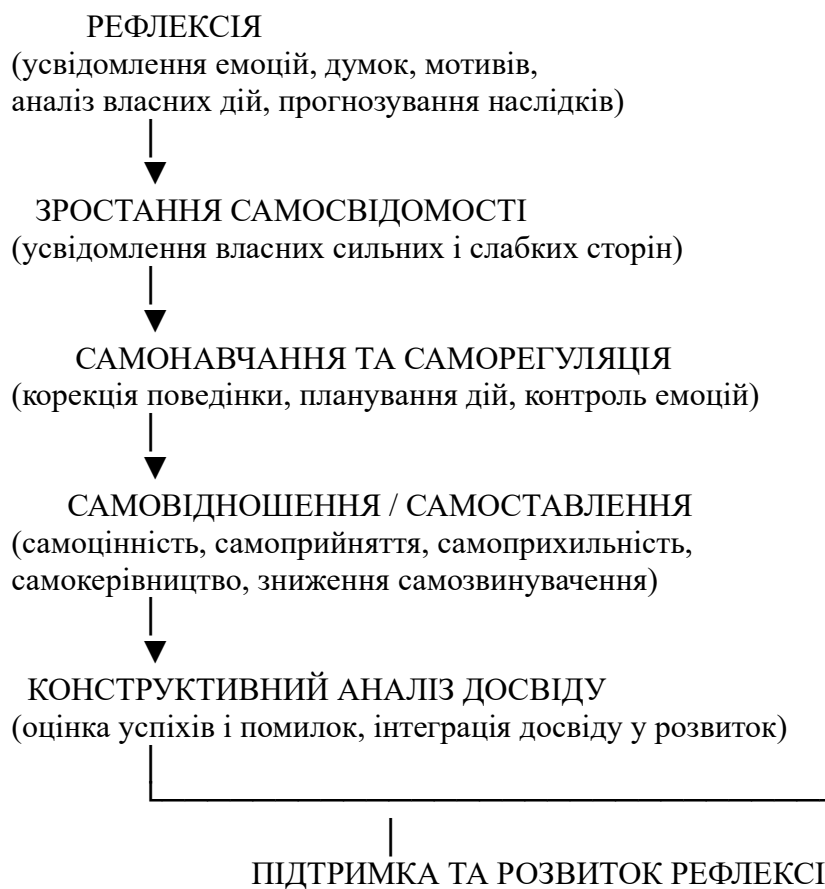 РЕФЛЕКСІЯ
(усвідомлення емоцій, думок, мотивів,
аналіз власних дій, прогнозування наслідків)
ЗРОСТАННЯ САМОСВІДОМОСТІ
(усвідомлення власних сильних і слабких сторін)
САМОНАВЧАННЯ ТА САМОРЕГУЛЯЦІЯ
(корекція поведінки, планування дій, контроль емоцій)
САМОВІДНОШЕННЯ / САМОСТАВЛЕННЯ
(самоцінність, самоприйняття, самоприхильність,
самокерівництво, зниження самозвинувачення)
КОНСТРУКТИВНИЙ АНАЛІЗ ДОСВІДУ
(оцінка успіхів і помилок, інтеграція досвіду у розвиток)
ПІДТРИМКА ТА РОЗВИТОК РЕФЛЕКСІ